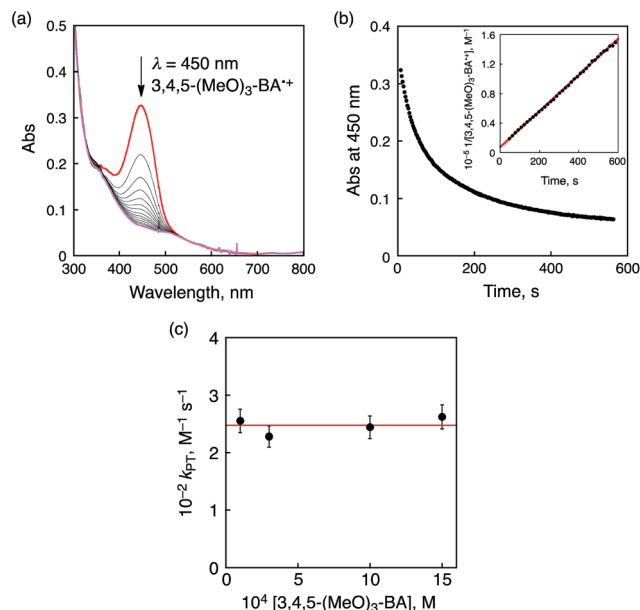 (a)
0.5
0.4
0.3
0.2
0.1
0
Abs
λ = 450 nm
3,4,5-(MeO)₃-BA•⁺
300 400 500 600 700 800
Wavelength, nm
(b)
0.4
0.3
0.2
0.1
0
Abs at 450 nm
0 200 400 600
Time, s
1.6
1.2
0.8
0.4
0
10⁻⁵ 1/[3,4,5-(MeO)₃-BA•⁺], M⁻¹
0 200 400 600
Time, s
(c)
4
3
2
1
0
10⁻² k_PT, M⁻¹ s⁻¹
0 5 10 15
10⁴ [3,4,5-(MeO)₃-BA], M